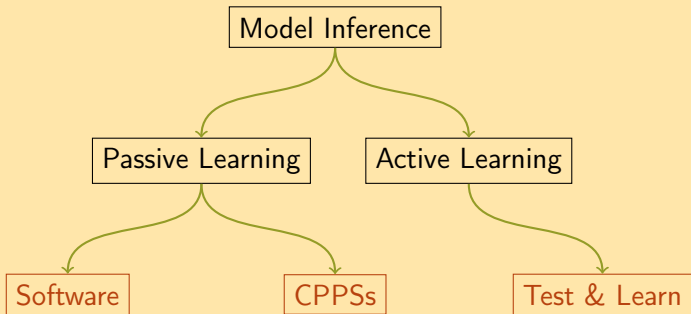 Model Inference
Passive Learning
Active Learning
Software
CPPSs
Test & Learn